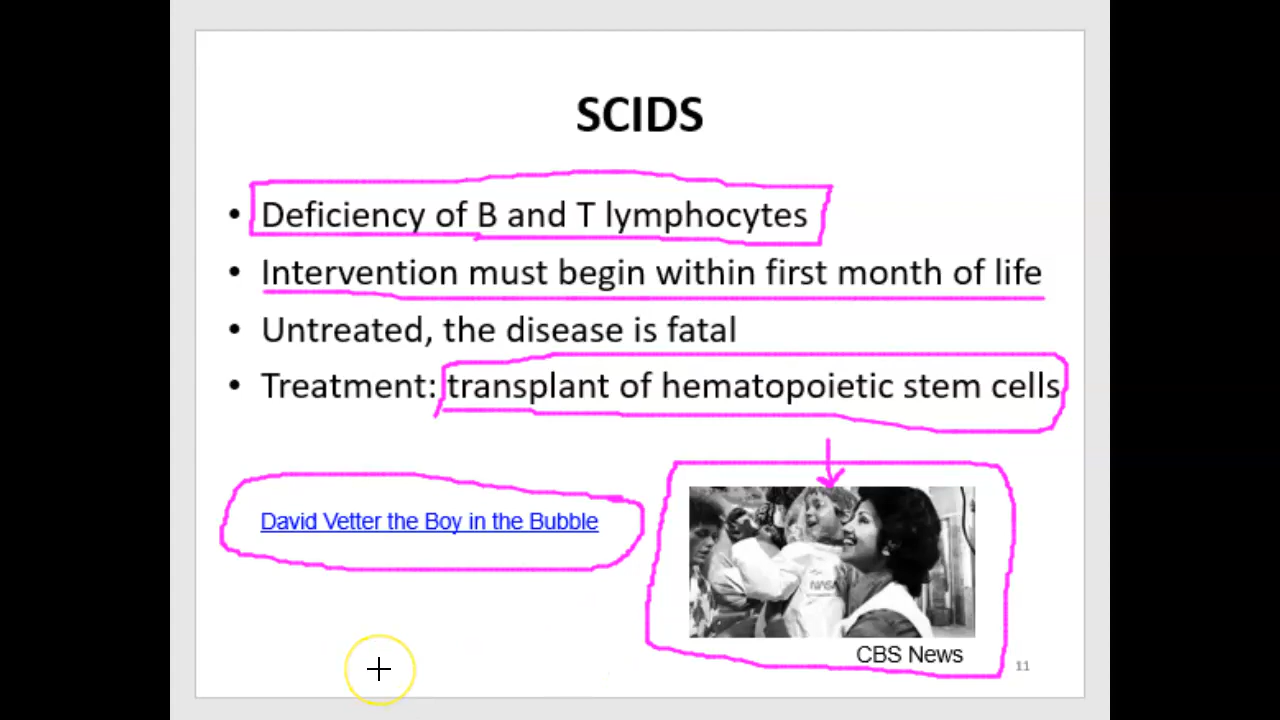 SCIDS
• Deficiency of B and T lymphocytes
• Intervention must begin within first month of life
• Untreated, the disease is fatal
• Treatment: transplant of hematopoietic stem cells
David Vetter the Boy in the Bubble
NASA
CBS News
11